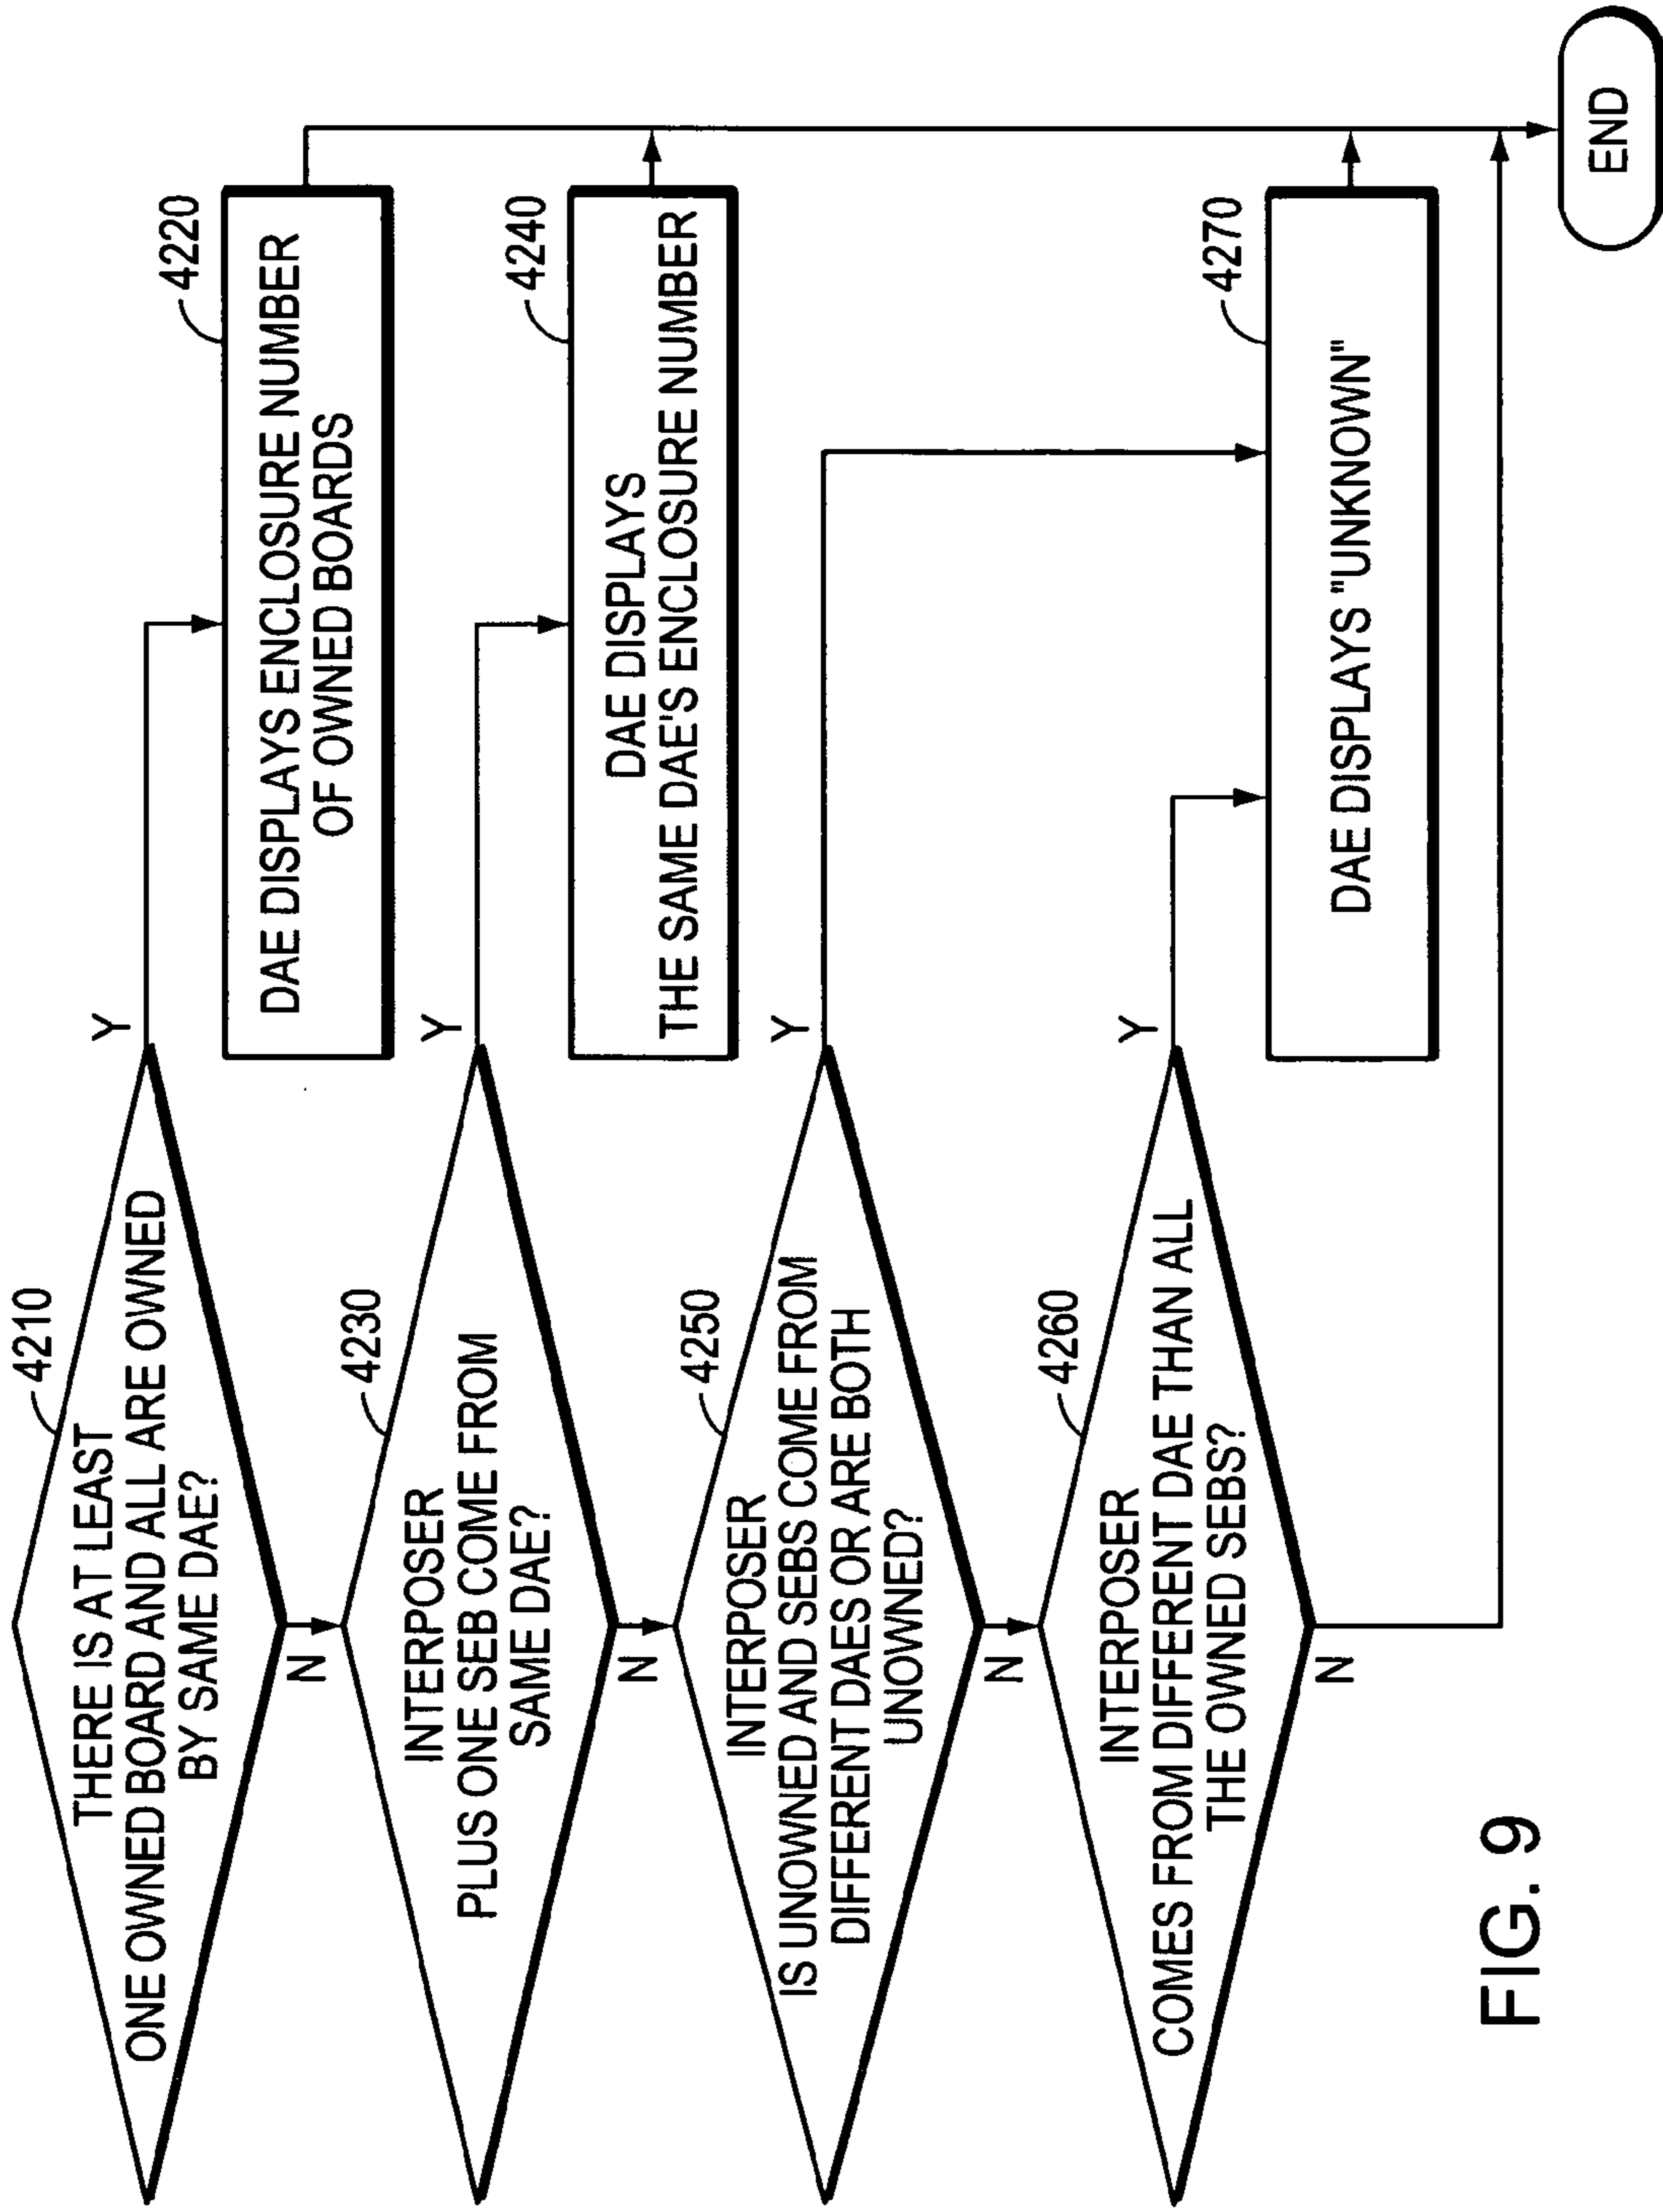 4210
THERE IS AT LEAST
ONE OWNED BOARD AND ALL ARE OWNED
BY SAME DAE?
Y
N
4220
DAE DISPLAYS ENCLOSURE NUMBER
OF OWNED BOARDS
4230
INTERPOSER
PLUS ONE SEB COME FROM
SAME DAE?
Y
N
4240
DAE DISPLAYS
THE SAME DAE'S ENCLOSURE NUMBER
4250
INTERPOSER
IS UNOWNED AND SEBS COME FROM
DIFFERENT DAES OR ARE BOTH
UNOWNED?
Y
N
4260
INTERPOSER
COMES FROM DIFFERENT DAE THAN ALL
THE OWNED SEBS?
Y
N
4270
DAE DISPLAYS "UNKNOWN"
END
FIG. 9